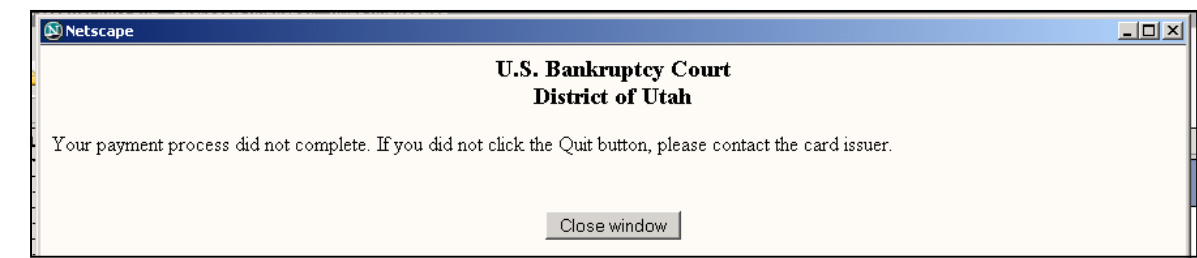 Netscape
U.S. Bankruptcy Court
District of Utah
Your payment process did not complete. If you did not click the Quit button, please contact the card issuer.
Close window